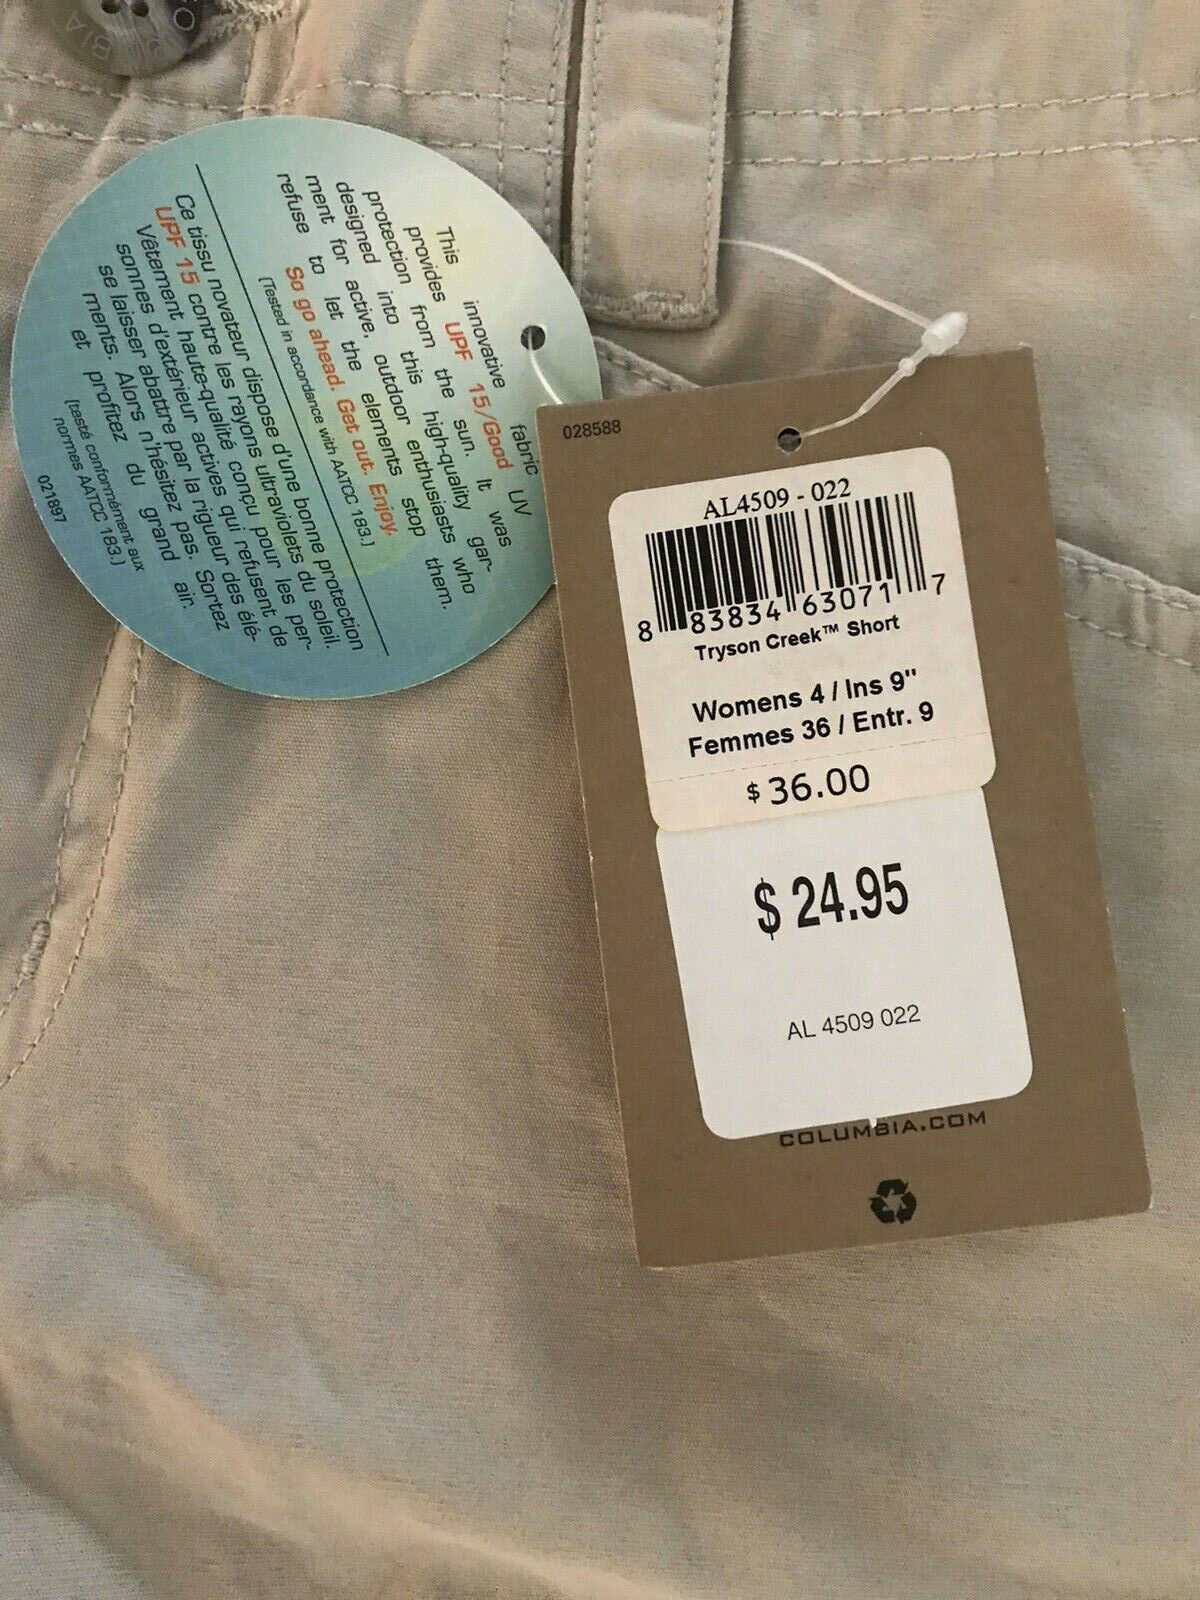 This innovative fabric UV
provides UPF 15/Good
protection from the sun. It was
designed into this high-quality gar-
ment for active, outdoor enthusiasts who
refuse to let the elements stop them.
So go ahead. Get out. Enjoy.
(Tested in accordance with AATCC 183.)
Ce tissu novateur dispose d'une bonne protection
UPF 15 contre les rayons ultraviolets du soleil.
Vêtement haute-qualité conçu pour les per-
sonnes d'extérieur actives qui refusent de
se laisser abattre par la rigueur des élé-
ments. Alors n'hésitez pas. Sortez
et profitez du grand air.
(testé conformément aux
normes AATCC 183.)
021897
028588
AL4509 - 022
8 83834 63071 7
Tryson Creek™ Short
Womens 4 / Ins 9"
Femmes 36 / Entr. 9
$ 36.00
$ 24.95
AL 4509 022
COLUMBIA.COM